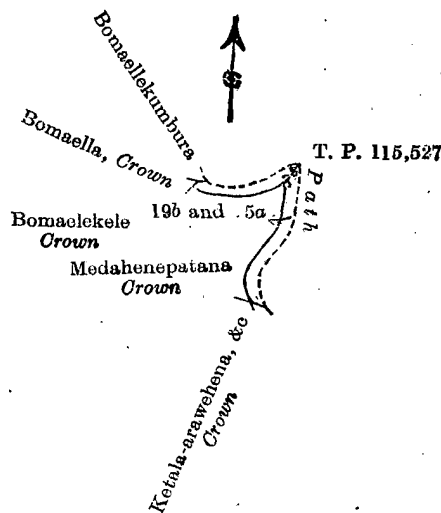 Bomaellekumbura
Bomaella, Crown
T. P. 115,527
Path
19b and 5a
Bomaelekele
Crown
Medahenepatana
Crown
Ketala-arawehena, &c
Crown